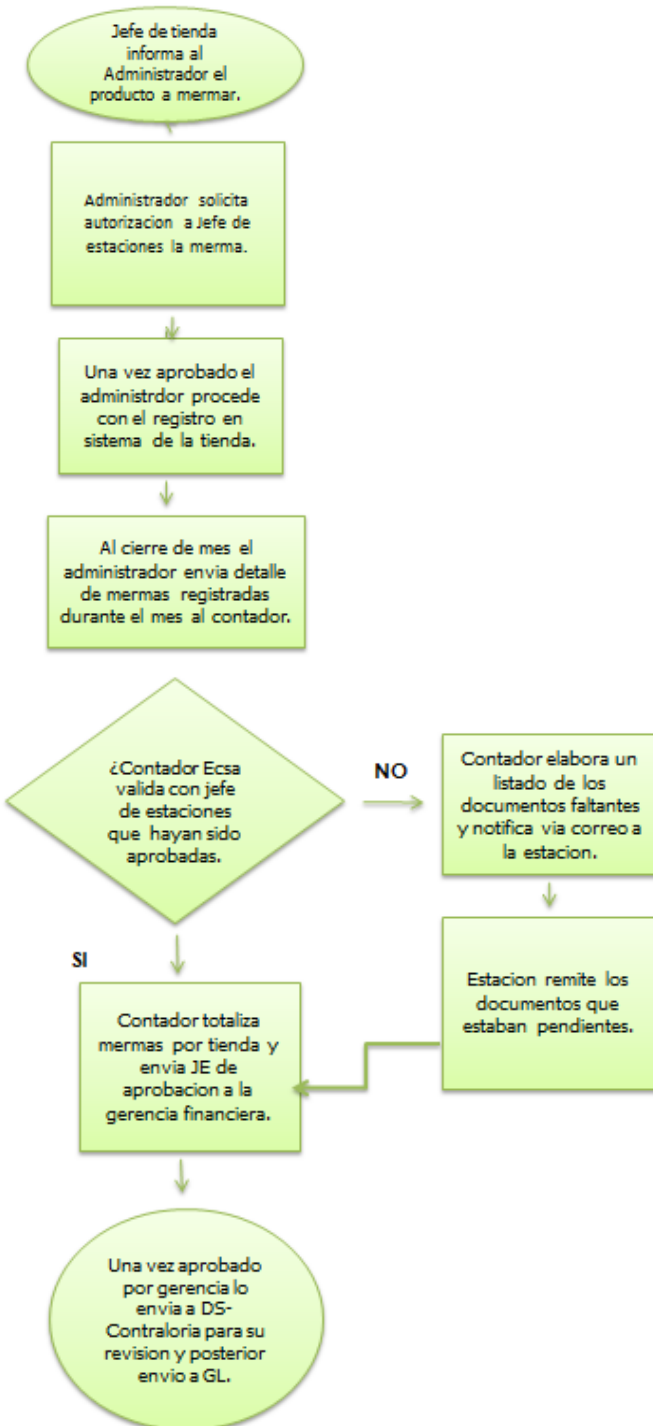 Jefe de tienda
informa al
Administrador el
producto a mermar.
Administrador solicita
autorizacion a Jefe de
estaciones la merma.
Una vez aprobado el
administrdor procede
con el registro en
sistema de la tienda.
Al cierre de mes el
administrador envia detalle
de mermas registradas
durante el mes al contador.
¿Contador Ecsa
valida con jefe
de estaciones
que hayan sido
aprobadas.
NO
Contador elabora un
listado de los
documentos faltantes
y notifica via correo a
la estacion.
Estacion remite los
documentos que
estaban pendientes.
SI
Contador totaliza
mermas por tienda y
envia JE de
aprobacion a la
gerencia financiera.
Una vez aprobado
por gerencia lo
envia a DS-
Contraloria para su
revision y posterior
envio a GL.